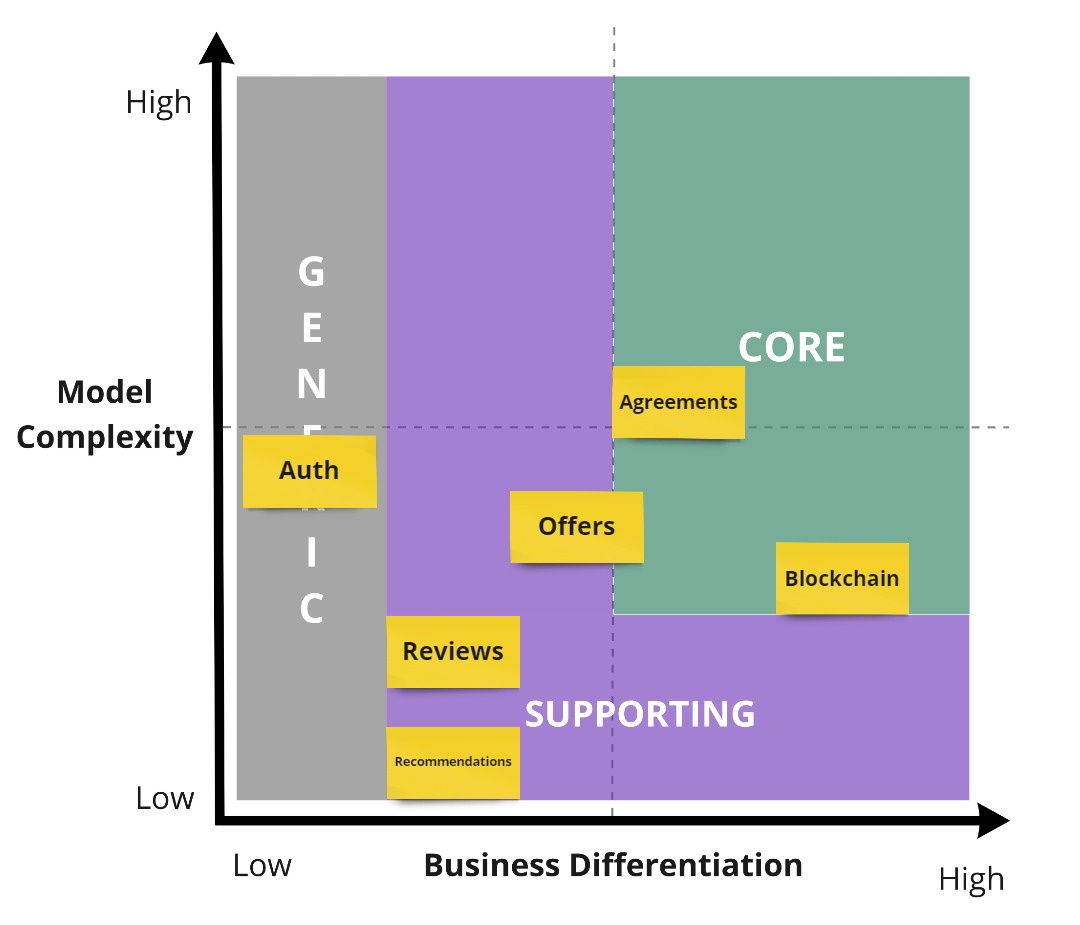 High
G
E
N
E
R
I
C
CORE
Model
Complexity
Agreements
Auth
Offers
Blockchain
Reviews
SUPPORTING
Recommendations
Low
Low
Business Differentiation
High